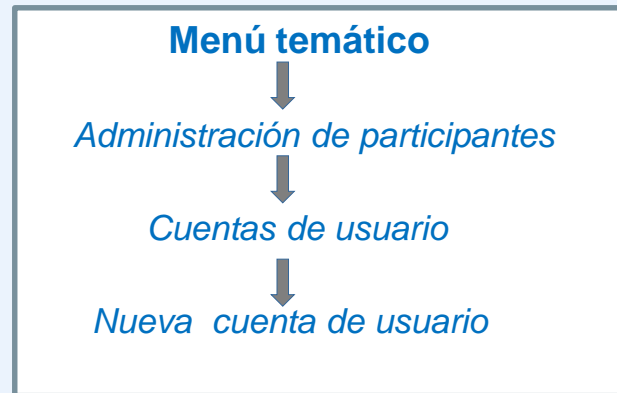 Menú temático
Administración de participantes
Cuentas de usuario
Nueva cuenta de usuario